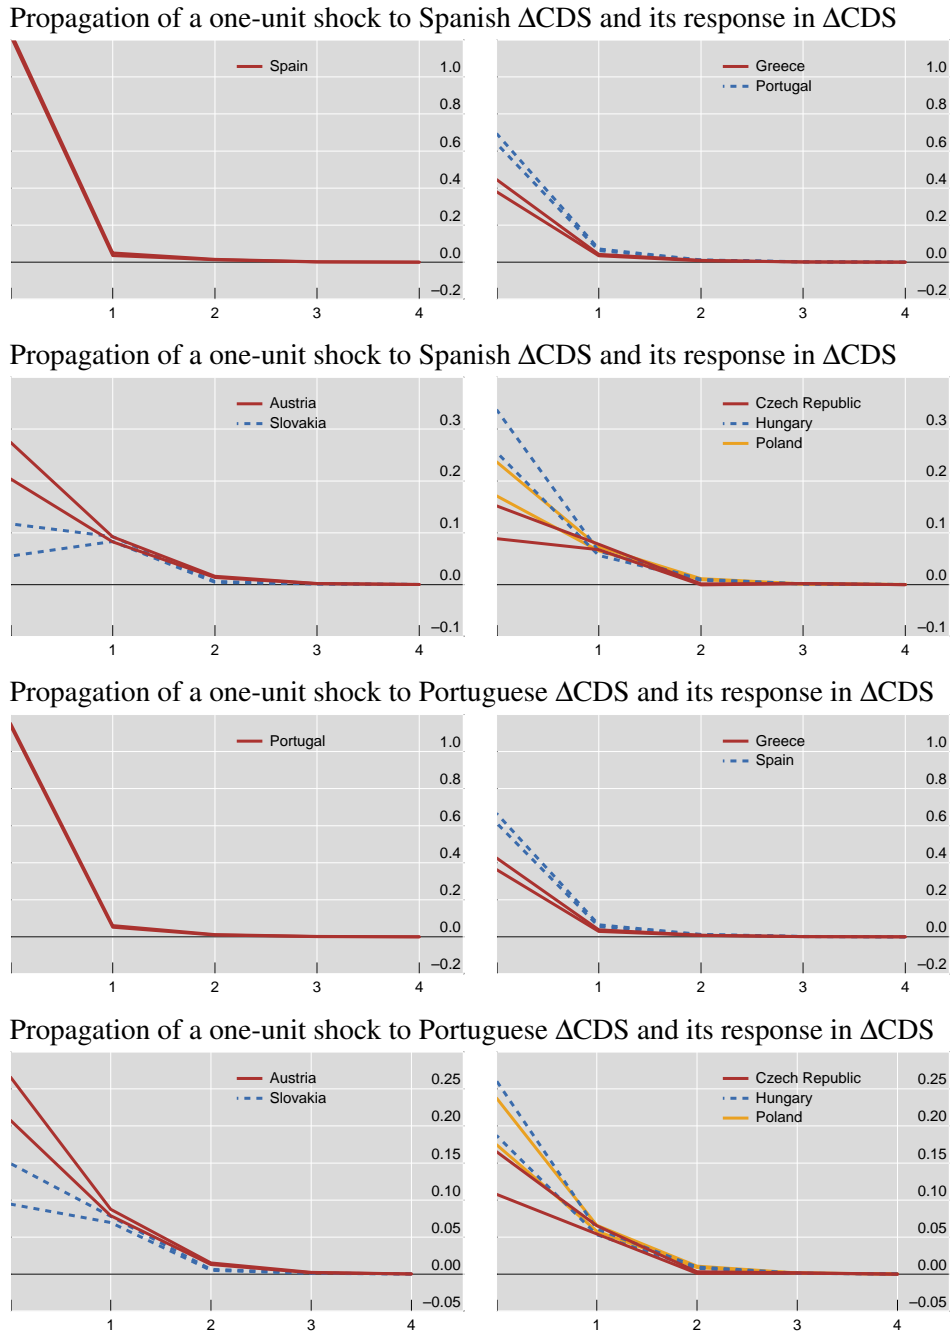 Propagation of a one-unit shock to Spanish ΔCDS and its response in ΔCDS
Spain
Greece
Portugal
1.0
0.8
0.6
0.4
0.2
0.0
−0.2
1 2 3 4
1.0
0.8
0.6
0.4
0.2
0.0
−0.2
1 2 3 4
Propagation of a one-unit shock to Spanish ΔCDS and its response in ΔCDS
Austria
Slovakia
0.3
0.2
0.1
0.0
−0.1
1 2 3 4
Czech Republic
Hungary
Poland
0.3
0.2
0.1
0.0
−0.1
1 2 3 4
Propagation of a one-unit shock to Portuguese ΔCDS and its response in ΔCDS
Portugal
1.0
0.8
0.6
0.4
0.2
0.0
−0.2
1 2 3 4
Greece
Spain
1.0
0.8
0.6
0.4
0.2
0.0
−0.2
1 2 3 4
Propagation of a one-unit shock to Portuguese ΔCDS and its response in ΔCDS
Austria
Slovakia
0.25
0.20
0.15
0.10
0.05
0.00
−0.05
1 2 3 4
Czech Republic
Hungary
Poland
0.25
0.20
0.15
0.10
0.05
0.00
−0.05
1 2 3 4